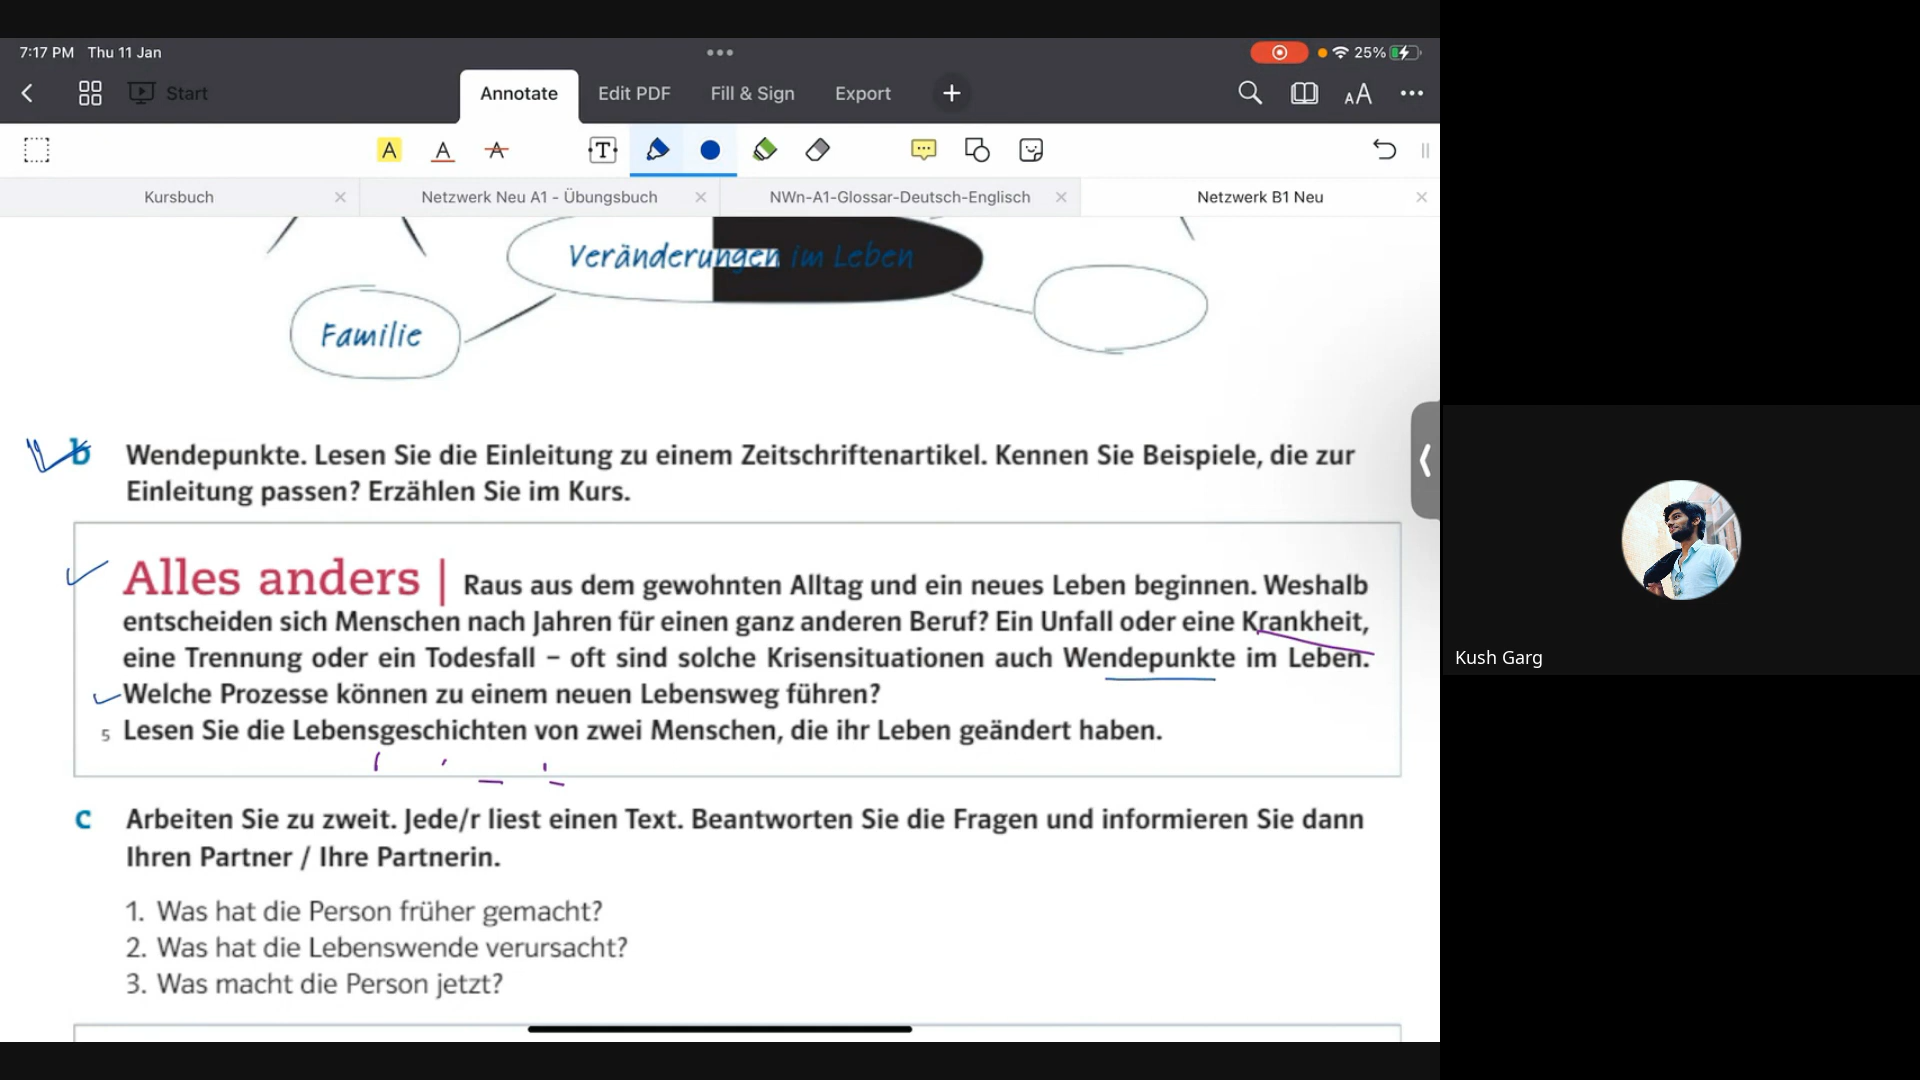 7:17 PM Thu 11 Jan
25%
Start
Annotate
Edit PDF
Fill & Sign
Export
Kursbuch
Netzwerk Neu A1 - Übungsbuch
NWn-A1-Glossar-Deutsch-Englisch
Netzwerk B1 Neu
Veränderungen im Leben
Familie
b Wendepunkte. Lesen Sie die Einleitung zu einem Zeitschriftenartikel. Kennen Sie Beispiele, die zur
Einleitung passen? Erzählen Sie im Kurs.
Alles anders | Raus aus dem gewohnten Alltag und ein neues Leben beginnen. Weshalb
entscheiden sich Menschen nach Jahren für einen ganz anderen Beruf? Ein Unfall oder eine Krankheit,
eine Trennung oder ein Todesfall – oft sind solche Krisensituationen auch Wendepunkte im Leben.
Welche Prozesse können zu einem neuen Lebensweg führen?
5 Lesen Sie die Lebensgeschichten von zwei Menschen, die ihr Leben geändert haben.
c Arbeiten Sie zu zweit. Jede/r liest einen Text. Beantworten Sie die Fragen und informieren Sie dann
Ihren Partner / Ihre Partnerin.
1. Was hat die Person früher gemacht?
2. Was hat die Lebenswende verursacht?
3. Was macht die Person jetzt?
Kush Garg